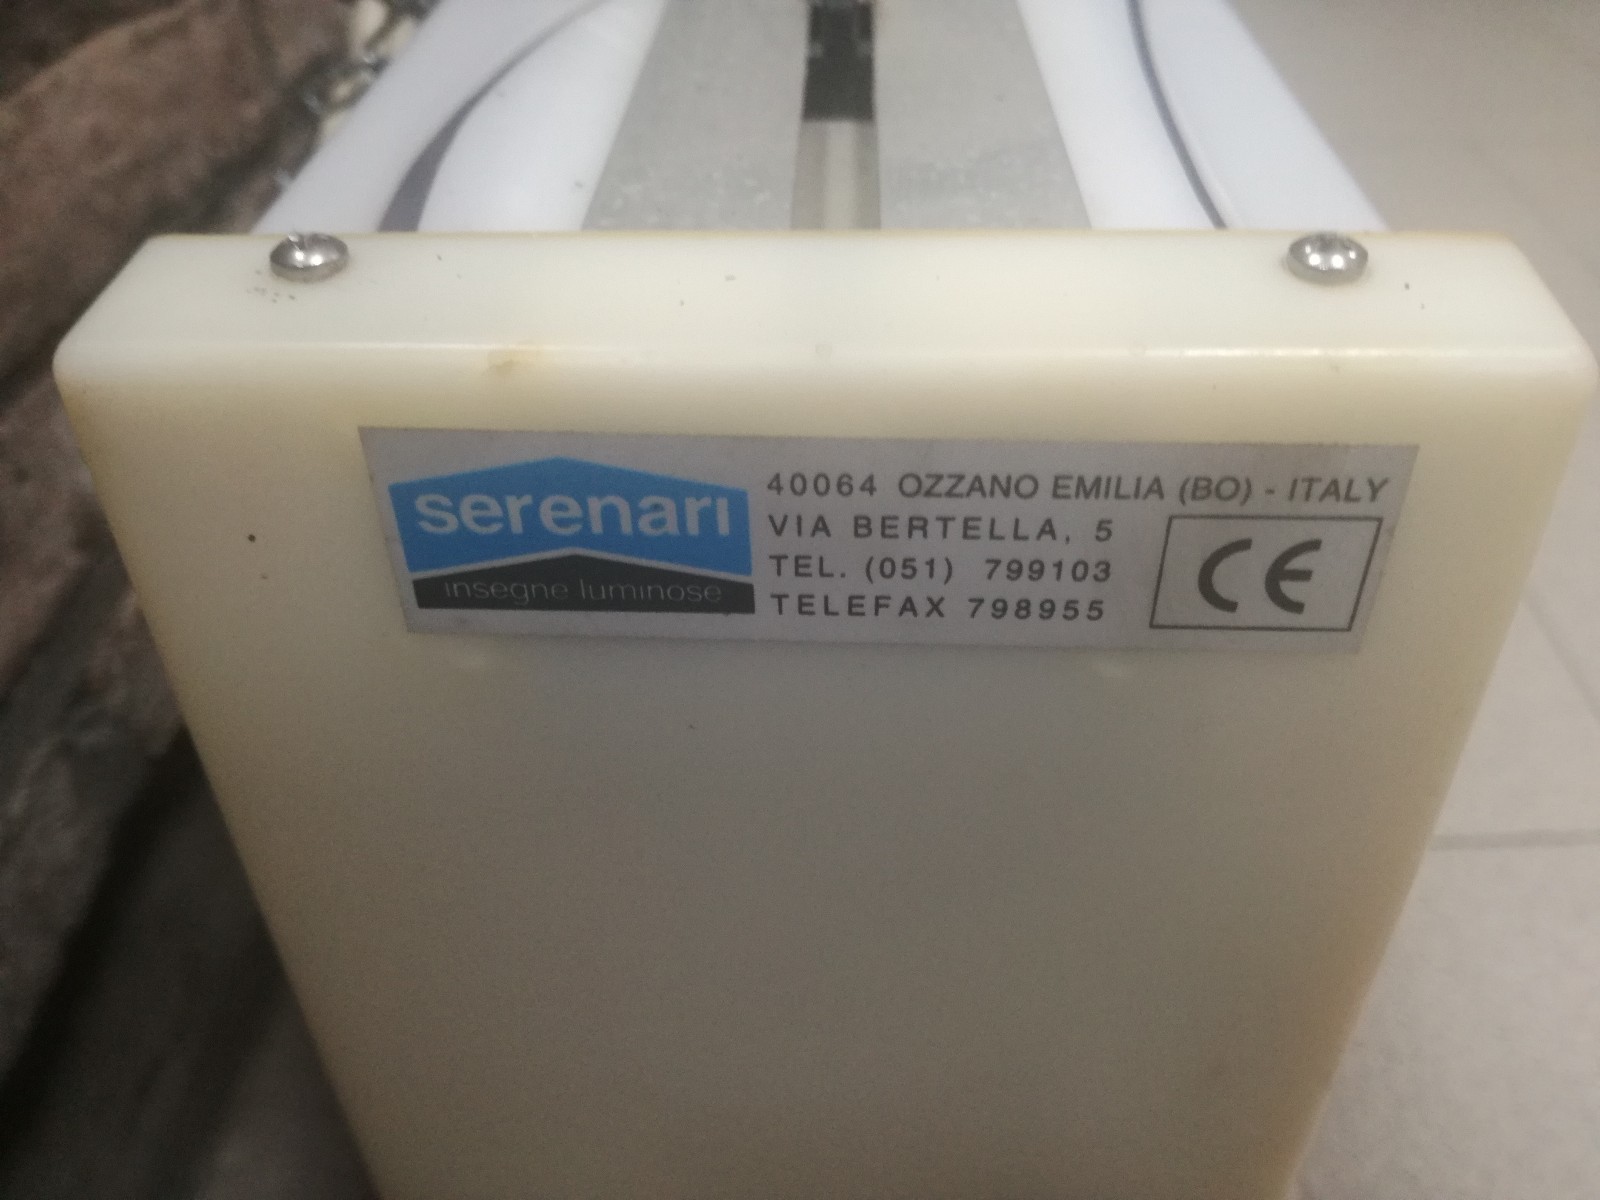 serenari
insegne luminose
40064 OZZANO EMILIA (BO) - ITALY
VIA BERTELLA, 5
TEL. (051) 799103
TELEFAX 798955
CE